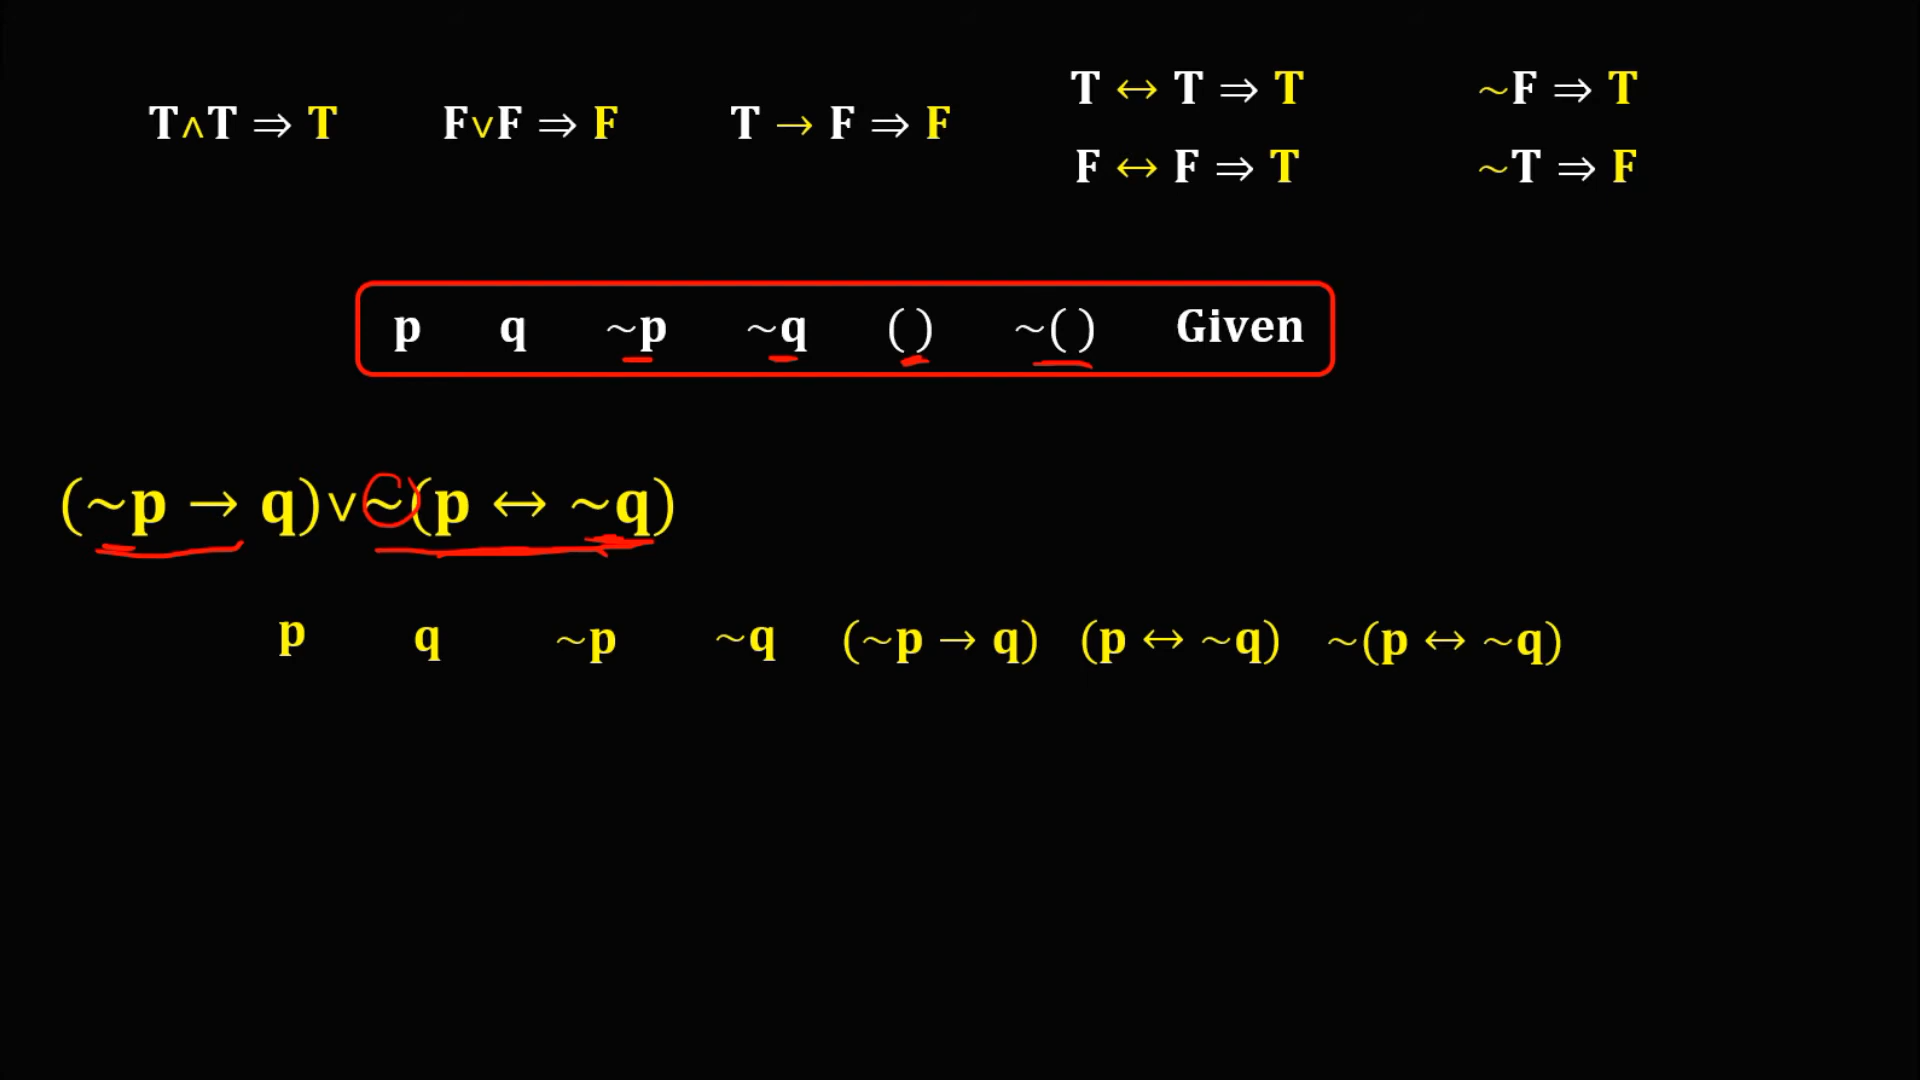 T∧T ⇒ T F∨F ⇒ F T → F ⇒ F T ↔ T ⇒ T ~F ⇒ T
F ↔ F ⇒ T ~T ⇒ F
p q ~p ~q ( ) ~( ) Given
(~p → q)∨~(p ↔ ~q)
p q ~p ~q (~p → q) (p ↔ ~q) ~(p ↔ ~q)